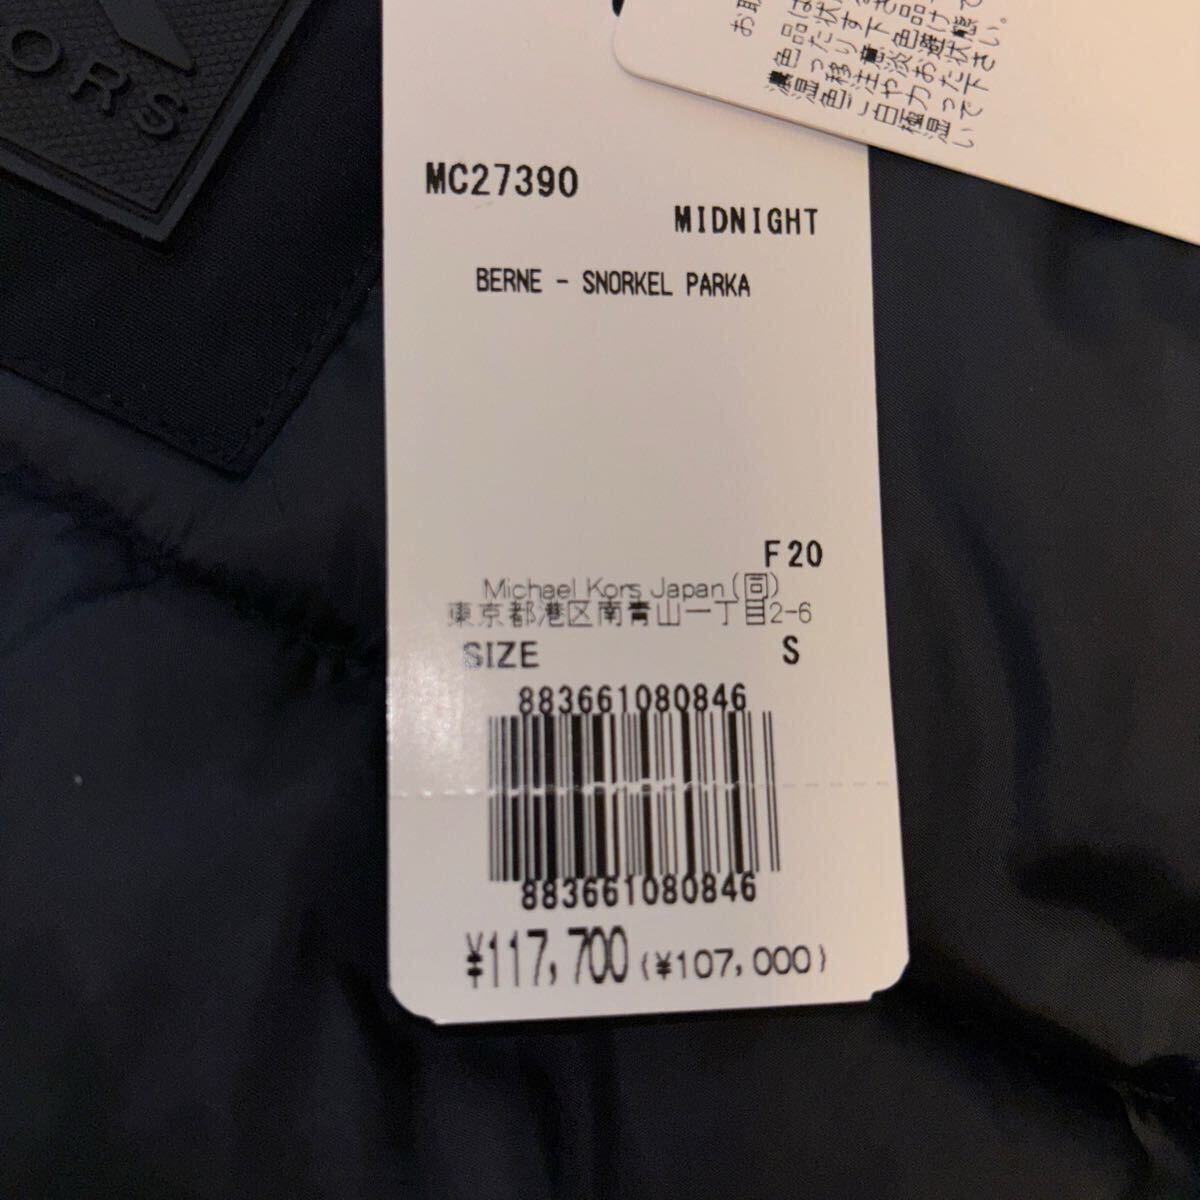 ORS
MC27390
MIDNIGHT
BERNE - SNORKEL PARKA
F20
Michael Kors Japan(同)
東京都港区南青山一丁目2-6
SIZE S
883661080846
883661080846
¥117,700 (¥107,000)